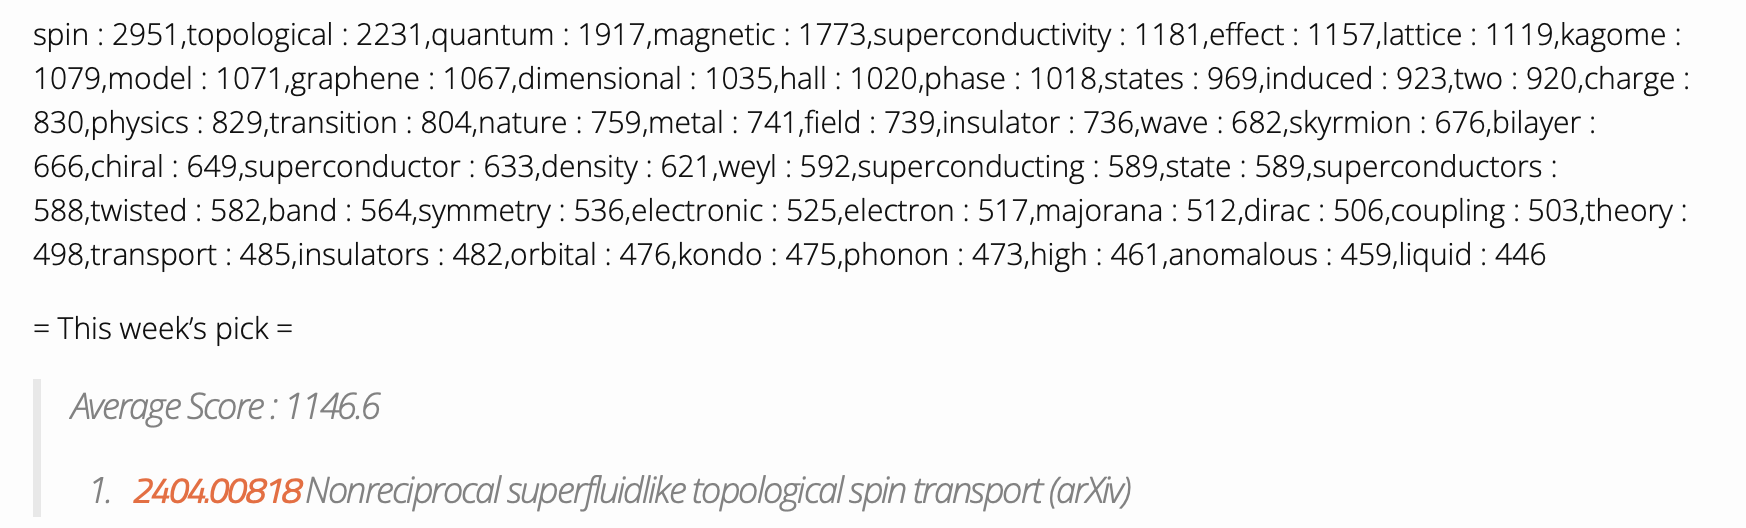 spin : 2951,topological : 2231,quantum : 1917,magnetic : 1773,superconductivity : 1181,effect : 1157,lattice : 1119,kagome :
1079,model : 1071,graphene : 1067,dimensional : 1035,hall : 1020,phase : 1018,states : 969,induced : 923,two : 920,charge :
830,physics : 829,transition : 804,nature : 759,metal : 741,field : 739,insulator : 736,wave : 682,skyrmion : 676,bilayer :
666,chiral : 649,superconductor : 633,density : 621,weyl : 592,superconducting : 589,state : 589,superconductors :
588,twisted : 582,band : 564,symmetry : 536,electronic : 525,electron : 517,majorana : 512,dirac : 506,coupling : 503,theory :
498,transport : 485,insulators : 482,orbital : 476,kondo : 475,phonon : 473,high : 461,anomalous : 459,liquid : 446
= This week’s pick =
Average Score : 1146.6
1. 2404.00818 Nonreciprocal superfluidlike topological spin transport (arXiv)